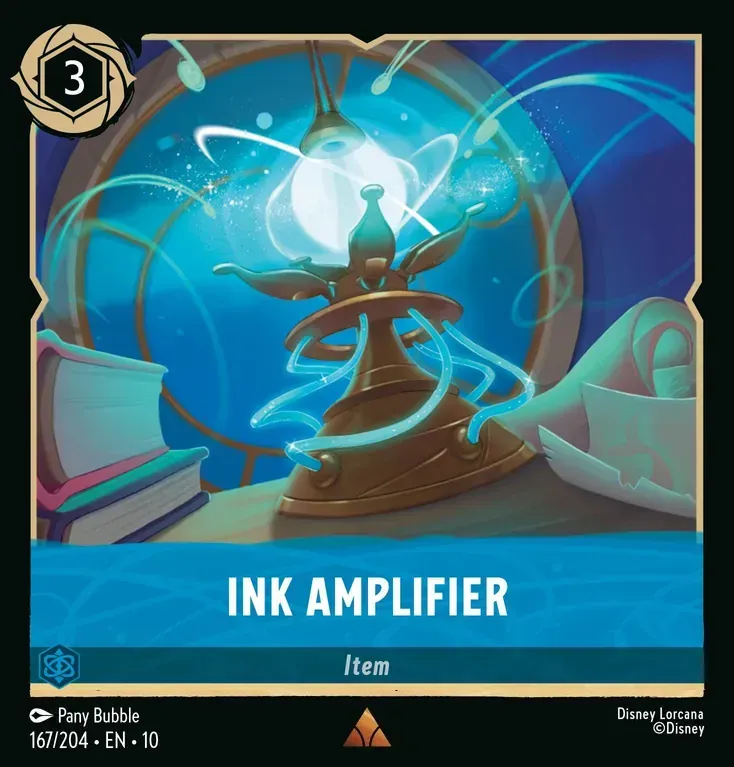 3
INK AMPLIFIER
Item
Pany Bubble
167/204 • EN • 10
Disney Lorcana
©Disney